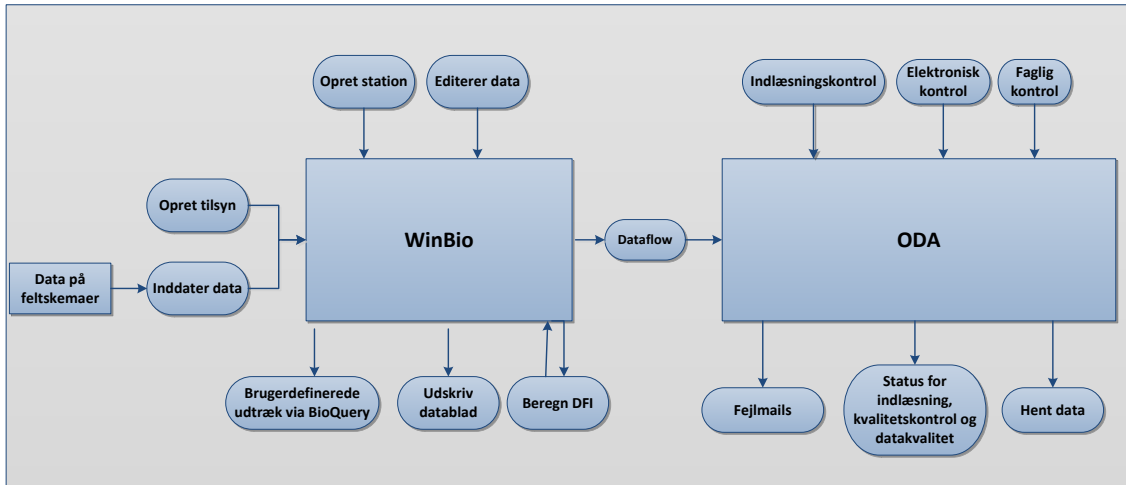 Opret station
Editerer data
Indlæsningskontrol
Elektronisk
kontrol
Faglig
kontrol
Opret tilsyn
WinBio
Dataflow
ODA
Data på
feltskemaer
Inddater data
Brugerdefinerede
udtræk via BioQuery
Udskriv
datablad
Beregn DFI
Fejlmails
Status for
indlæsning,
kvalitetskontrol og
datakvalitet
Hent data